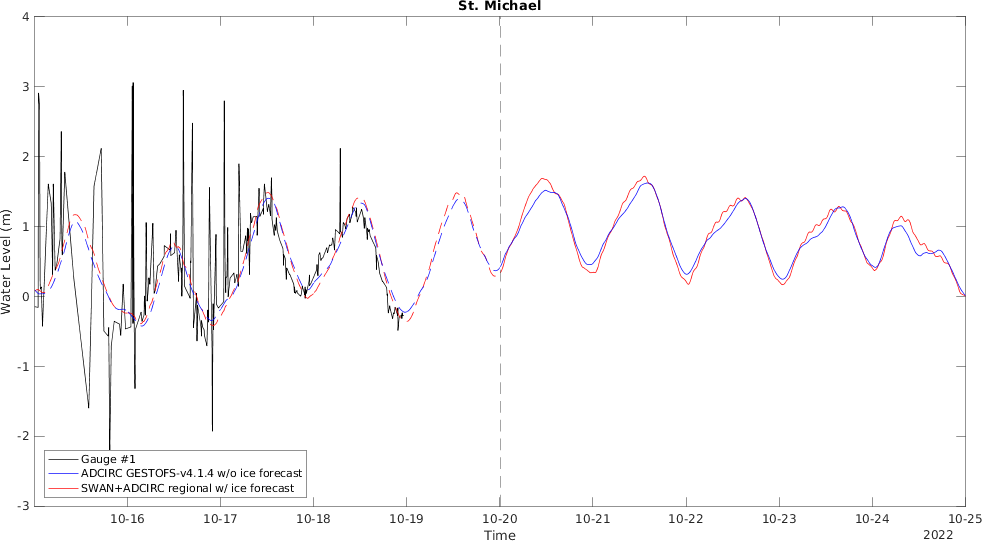 St. Michael
4
3
2
1
0
-1
-2
-3
Water Level (m)
Gauge #1
ADCIRC GESTOFS-v4.1.4 w/o ice forecast
SWAN+ADCIRC regional w/ ice forecast
10-16 10-17 10-18 10-19 10-20 10-21 10-22 10-23 10-24 10-25
Time
2022